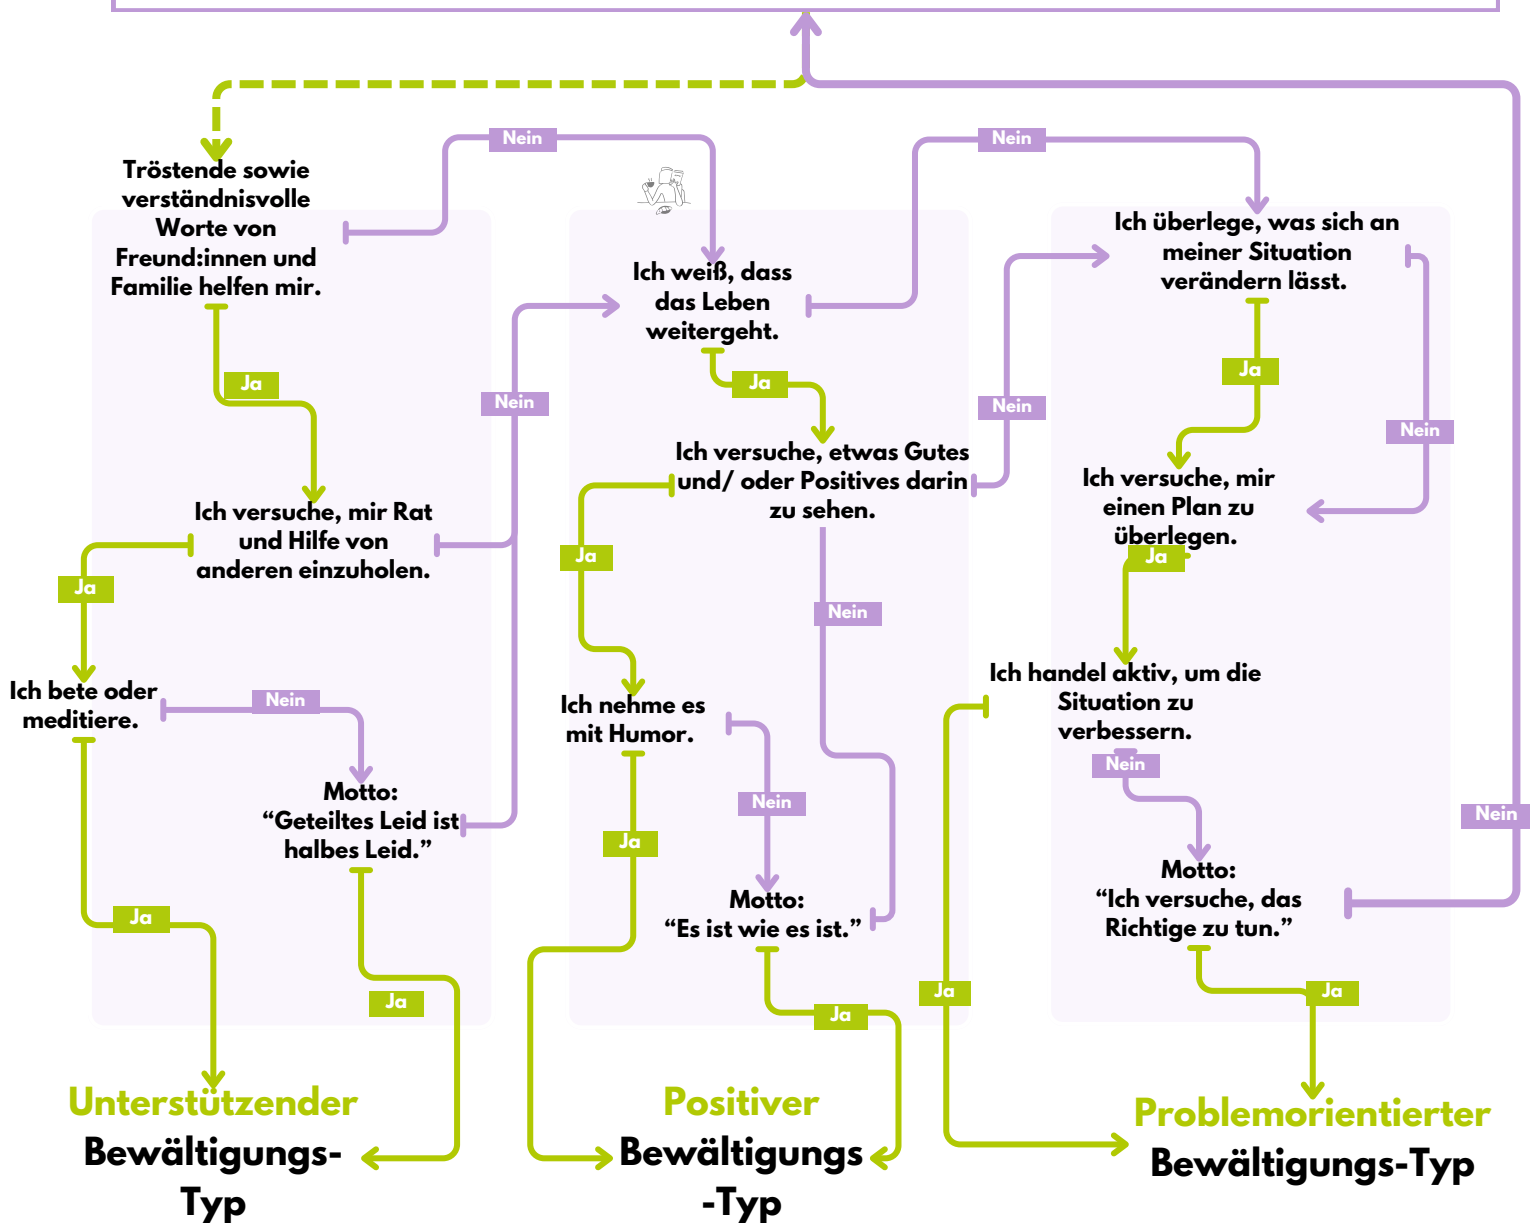 Nein
Nein
Tröstende sowie
verständnisvolle
Worte von
Freund:innen und
Familie helfen mir.
Ich überlege, was sich an
meiner Situation
verändern lässt.
Ich weiß, dass
das Leben
weitergeht.
Ja
Ja
Ja
Nein
Nein
Nein
Ich versuche, etwas Gutes
und/ oder Positives darin
zu sehen.
Ich versuche, mir
einen Plan zu
überlegen.
Ich versuche, mir Rat
und Hilfe von
anderen einzuholen.
Ja
Ja
Ja
Nein
Ich bete oder
meditiere.
Nein
Ich nehme es
mit Humor.
Ich handel aktiv, um die
Situation zu
verbessern.
Nein
Motto:
“Geteiltes Leid ist
halbes Leid.”
Nein
Nein
Ja
Motto:
“Es ist wie es ist.”
Motto:
“Ich versuche, das
Richtige zu tun.”
Ja
Ja
Ja
Ja
Ja
Unterstützender
Bewältigungs-
Typ
Positiver
Bewältigungs
-Typ
Problemorientierter
Bewältigungs-Typ